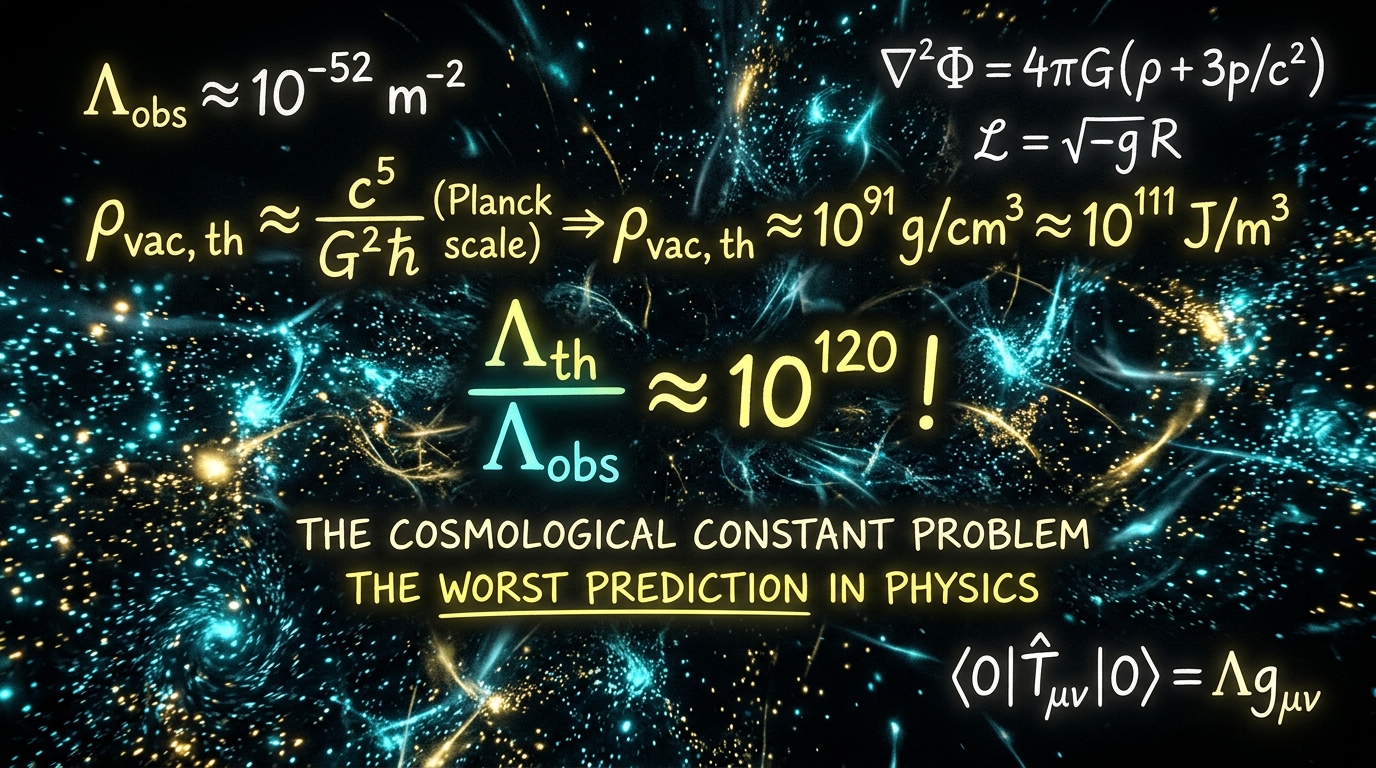 Λobs ≈ 10⁻⁵² m⁻²
∇²Φ = 4πG(ρ + 3p/c²)
ℒ = √−g R
ρvac, th ≈ c⁵/G²ħ (Planck scale) ⇒ ρvac, th ≈ 10⁹¹ g/cm³ ≈ 10¹¹¹ J/m³
Λth/Λobs ≈ 10¹²⁰ !
THE COSMOLOGICAL CONSTANT PROBLEM
THE WORST PREDICTION IN PHYSICS
⟨0|T̂μν|0⟩ = Λgμν